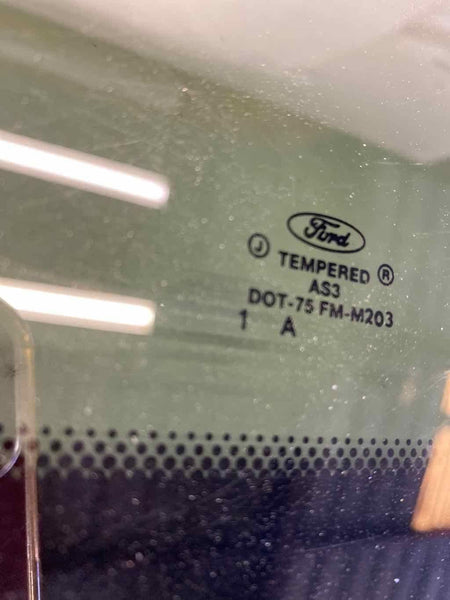 Ford
J TEMPERED R
AS3
DOT-75 FM-M203
1 A